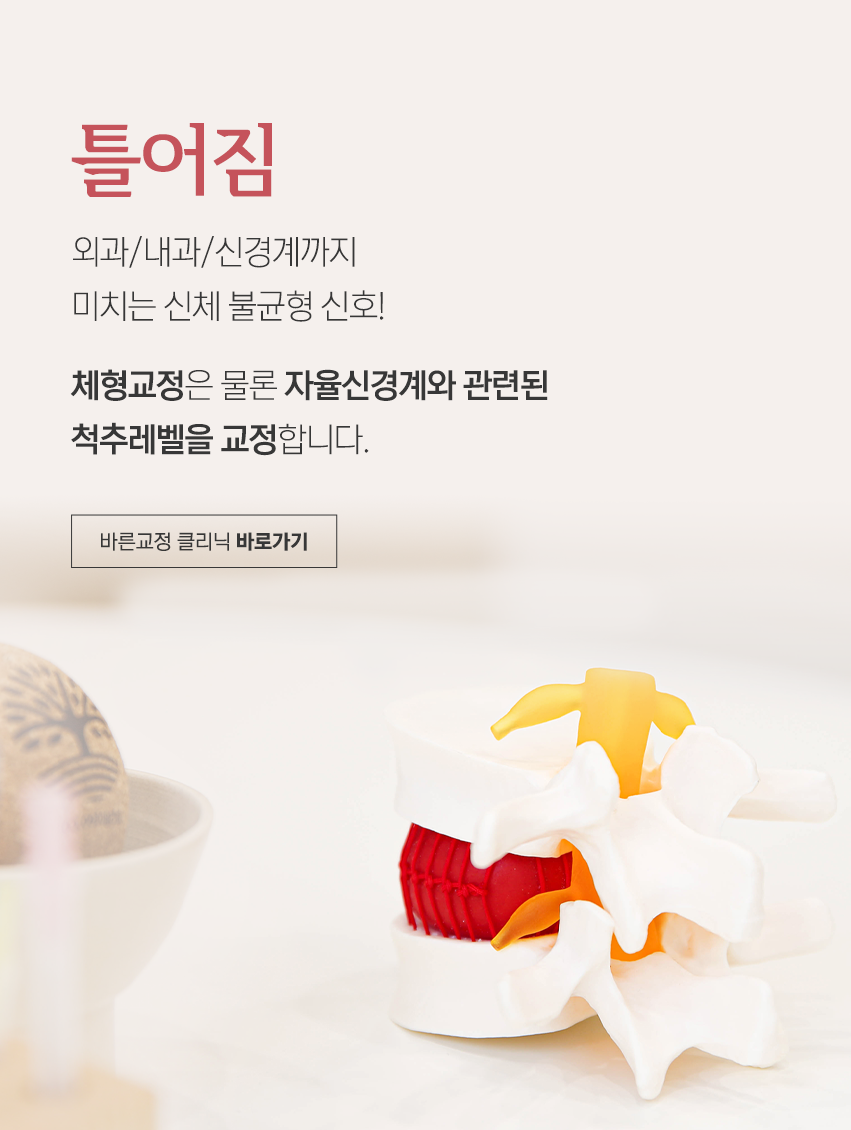 틀어짐
외과/내과/신경계까지
미치는 신체 불균형 신호!
체형교정은 물론 자율신경계와 관련된
척추레벨을 교정합니다.
바른교정 클리닉 바로가기